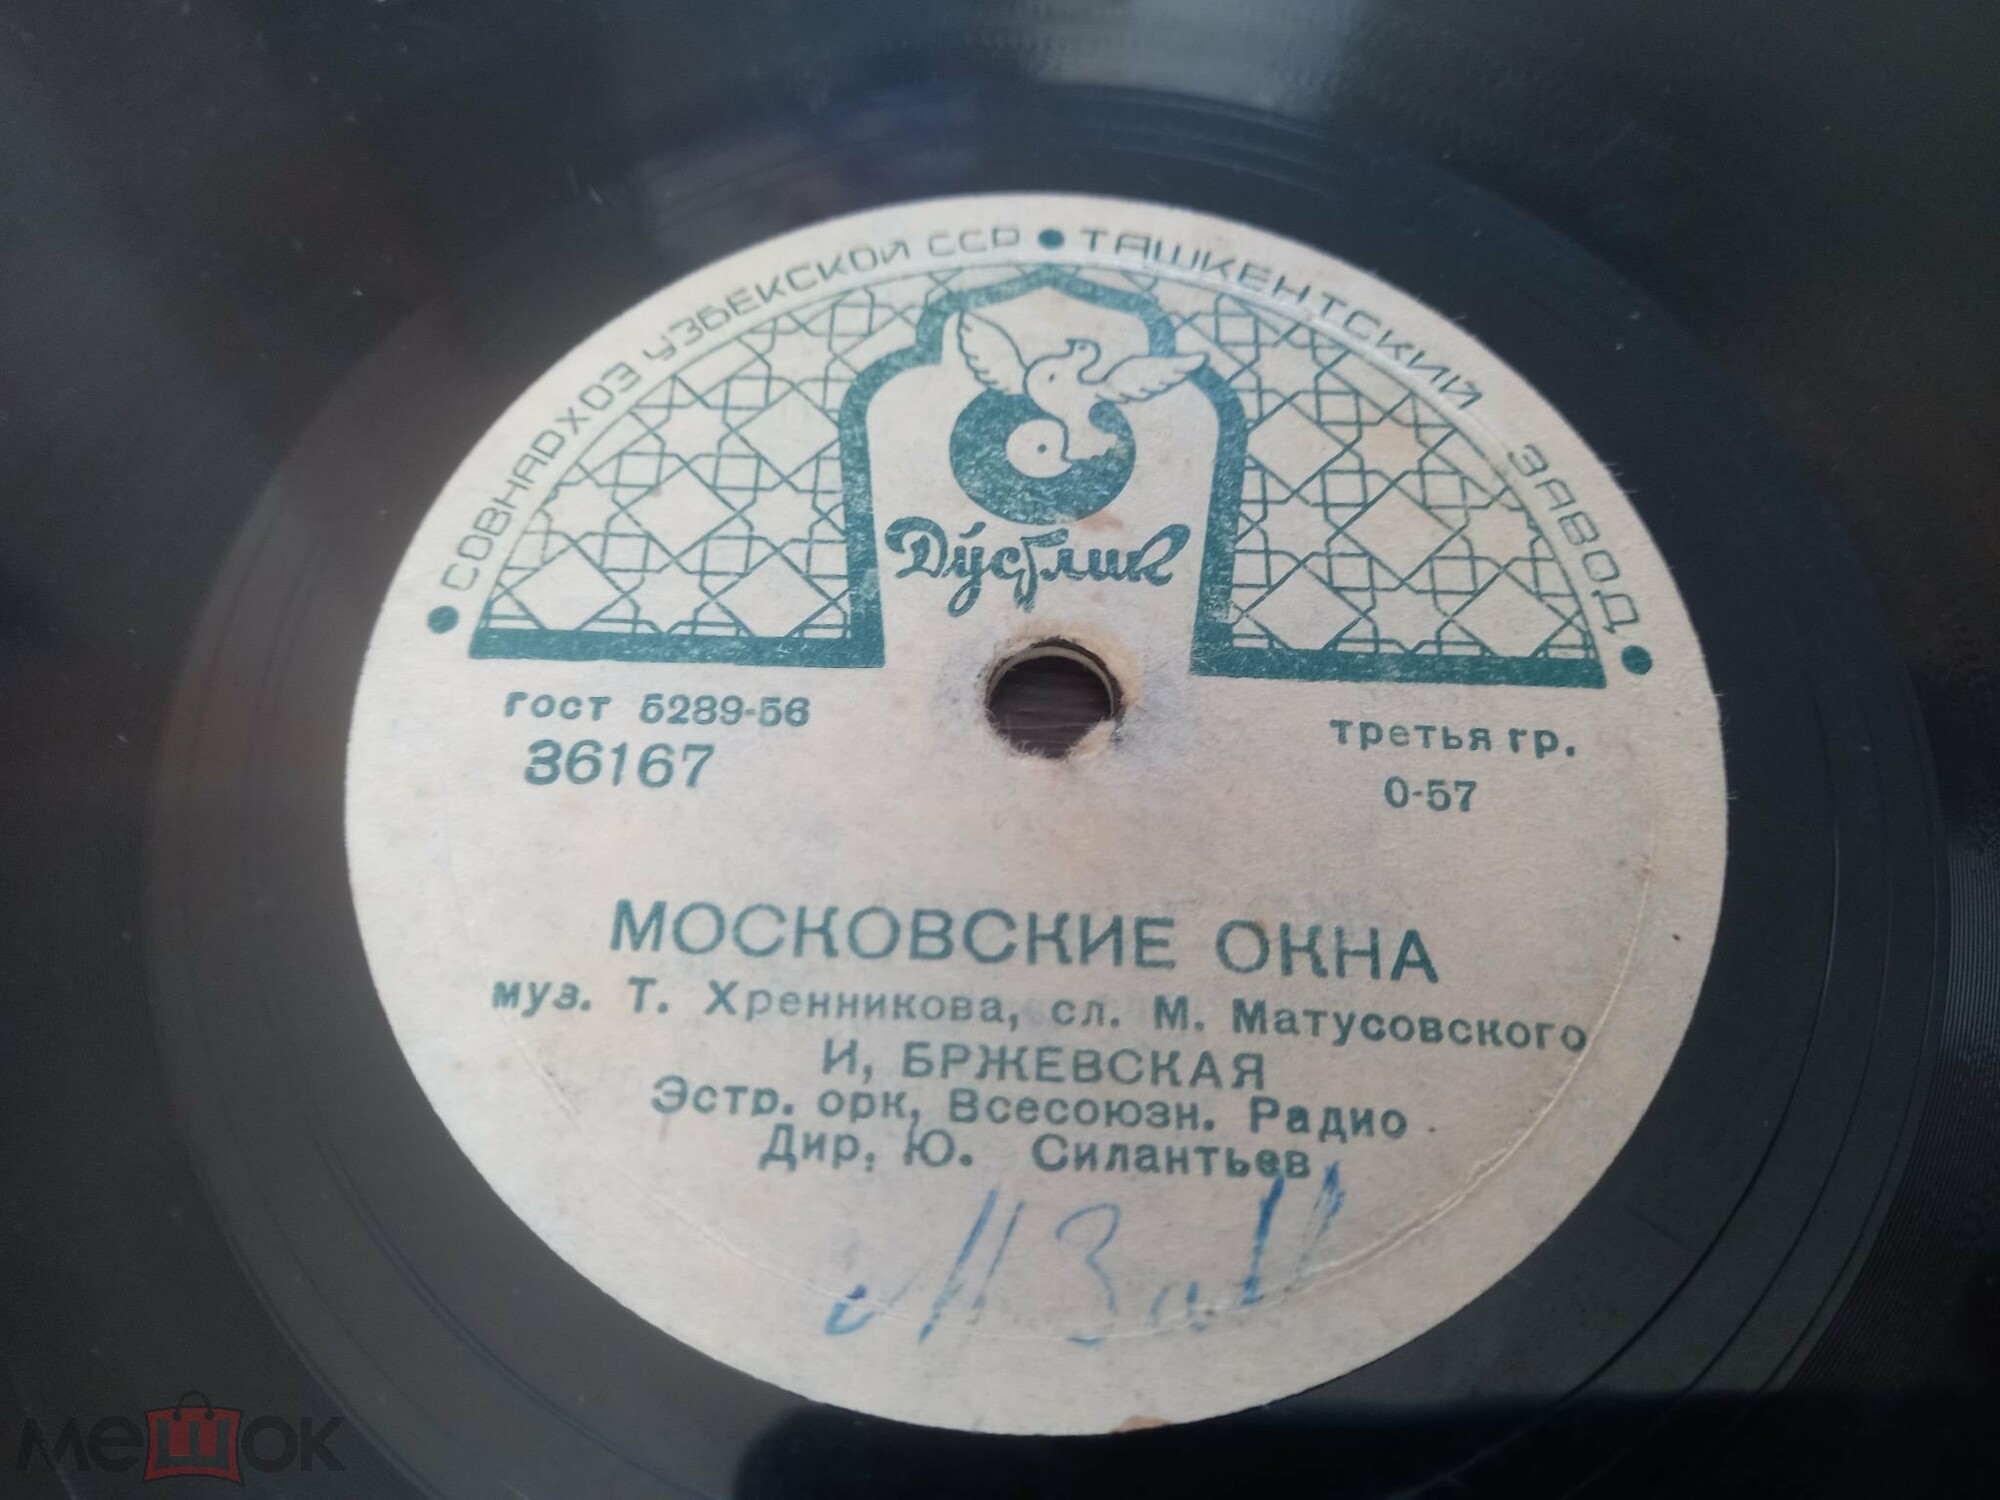 • СОВНАРХОЗ УЗБЕКСКОЙ ССР • ТАШКЕНТСКИЙ ЗАВОД •
Дўстлик
гост 5289-56
36167
третья гр.
0-57
МОСКОВСКИЕ ОКНА
муз. Т. Хренникова, сл. М. Матусовского
И, БРЖЕВСКАЯ
Эстр. орк, Всесоюзн. Радио
Дир, Ю. Силантьев
мешок